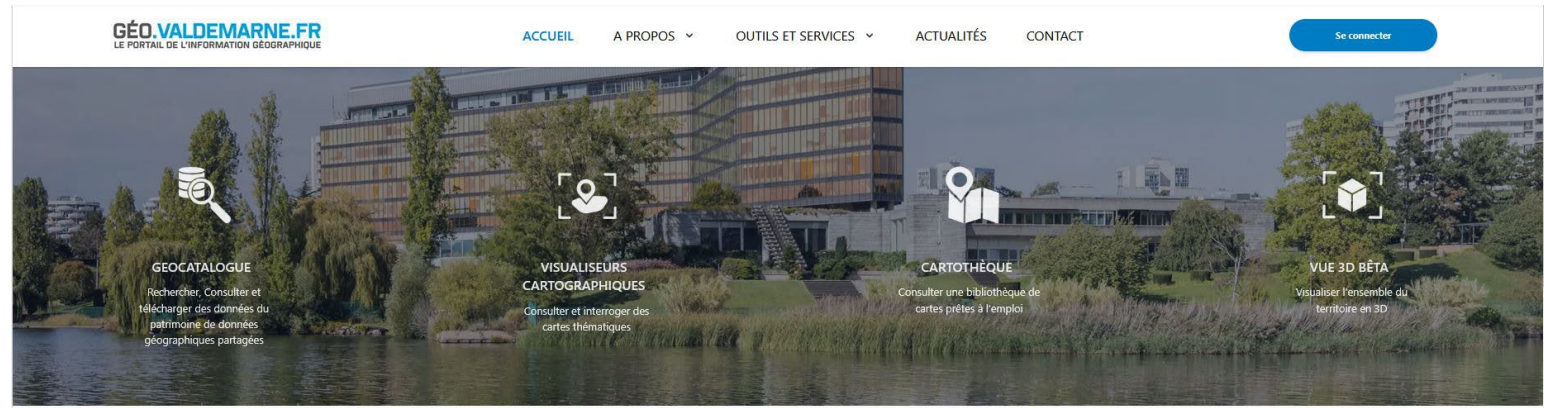 GÉO.VALDEMARNE.FR
LE PORTAIL DE L'INFORMATION GÉOGRAPHIQUE
ACCUEIL
A PROPOS
OUTILS ET SERVICES
ACTUALITÉS
CONTACT
Se connecter
GEOCATALOGUE
Rechercher, Consulter et
télécharger des données du
patrimoine de données
géographiques partagées
VISUALISEURS
CARTOGRAPHIQUES
Consulter et interroger des
cartes thématiques
CARTOTHÈQUE
Consulter une bibliothèque de
cartes prêtes à l'emploi
VUE 3D BÊTA
Visualiser l'ensemble du
territoire en 3D